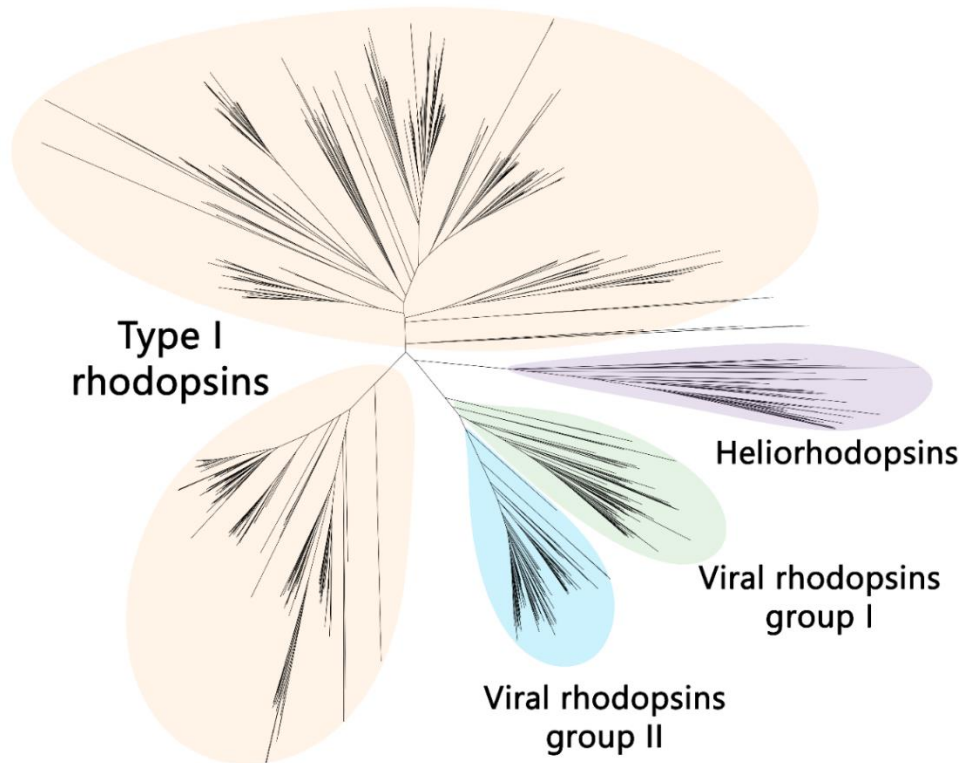 Type I
rhodopsins
Heliorhodopsins
Viral rhodopsins
group I
Viral rhodopsins
group II